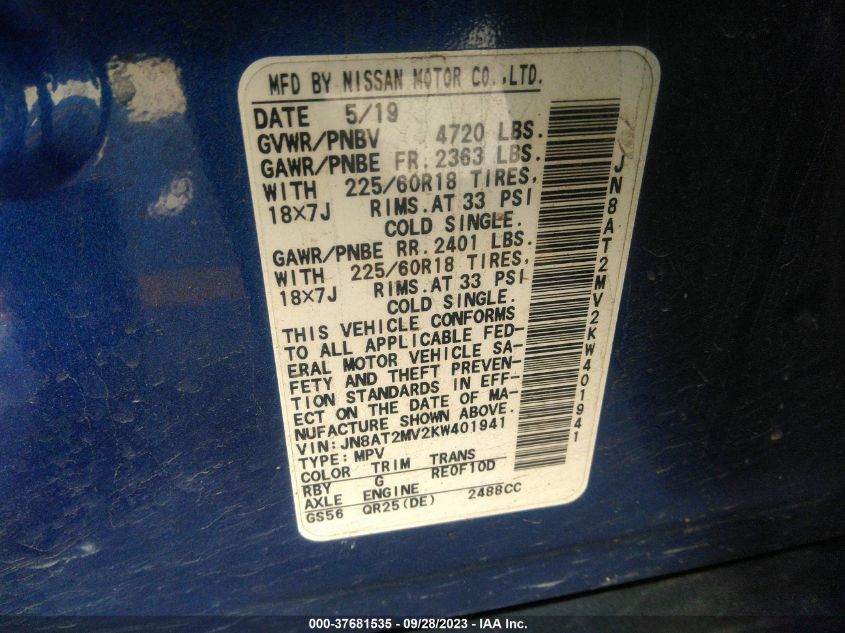 MFD BY NISSAN MOTOR CO.,LTD.
DATE 5/19
GVWR/PNBV 4720 LBS.
GAWR/PNBE FR. 2363 LBS.
WITH 225/60R18 TIRES,
18×7J RIMS.AT 33 PSI
COLD SINGLE.
GAWR/PNBE RR. 2401 LBS.
WITH 225/60R18 TIRES,
18×7J RIMS.AT 33 PSI
COLD SINGLE.
THIS VEHICLE CONFORMS
TO ALL APPLICABLE FED-
ERAL MOTOR VEHICLE SA-
FETY AND THEFT PREVEN-
TION STANDARDS IN EFF-
ECT ON THE DATE OF MA-
NUFACTURE SHOWN ABOVE.
VIN:JN8AT2MV2KW401941
TYPE:MPV
COLOR TRIM TRANS
RBY G RE0F10D
AXLE ENGINE
GS56 QR25(DE) 2488CC
JN8AT2MV2KW401941
000-37681535 - 09/28/2023 - IAA Inc.